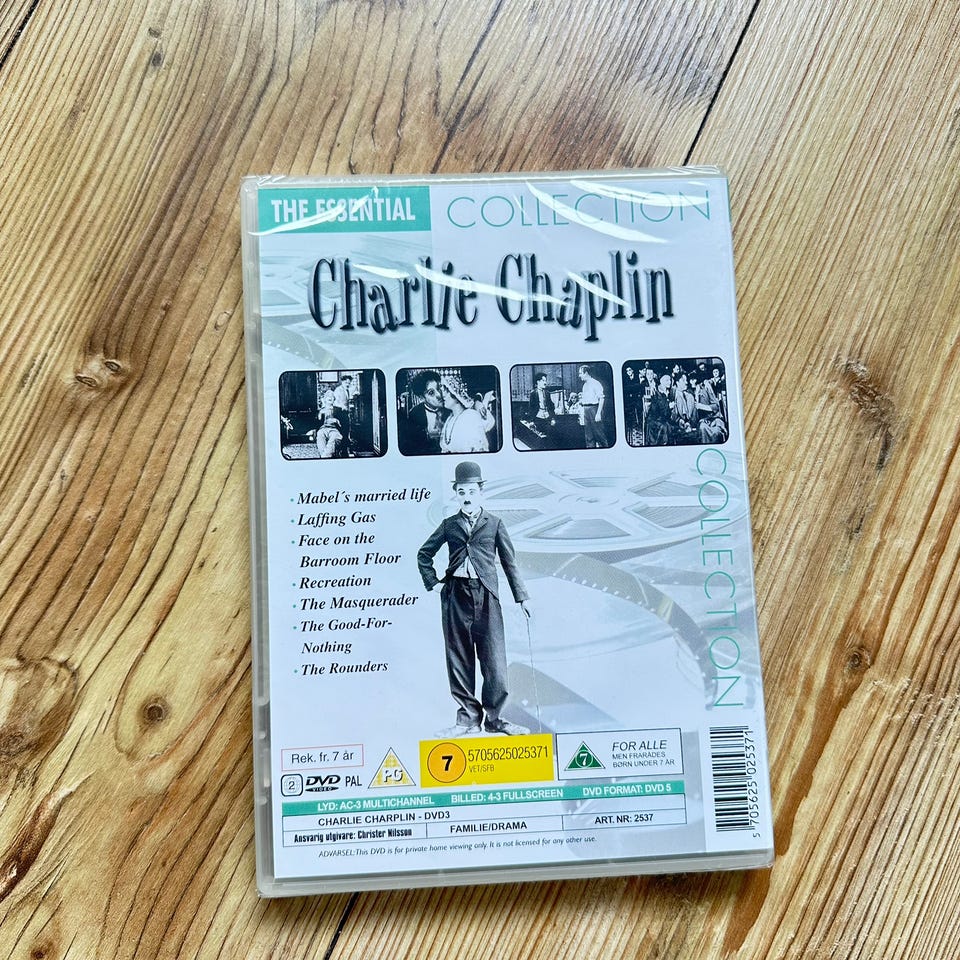 THE ESSENTIAL COLLECTION
Charlie Chaplin
· Mabel´s married life
· Laffing Gas
· Face on the
Barroom Floor
· Recreation
· The Masquerader
· The Good-For-
Nothing
· The Rounders
COLLECTION
Rek. fr. 7 år
2
DVD
VIDEO
PAL
PG
7
5705625025371
VET/SFB
7
FOR ALLE
MEN FRARÅDES
BØRN UNDER 7 ÅR
LYD: AC-3 MULTICHANNEL BILLED: 4-3 FULLSCREEN DVD FORMAT: DVD 5
CHARLIE CHARPLIN - DVD3
Ansvarig utgivare: Christer Nilsson
FAMILIE/DRAMA
ART. NR: 2537
ADVARSEL: This DVD is for private home viewing only. It is not licensed for any other use.
5 705625 025371